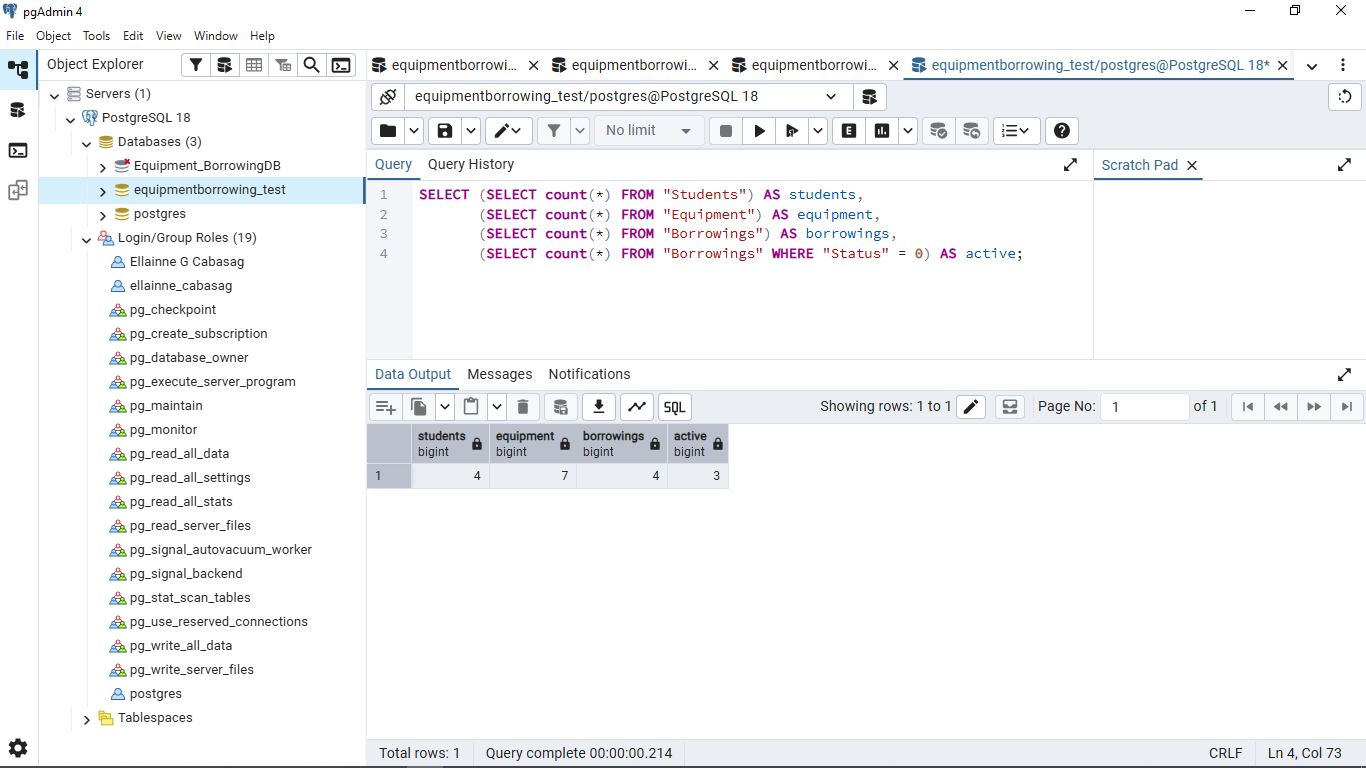 pgAdmin 4
File Object Tools Edit View Window Help
Object Explorer
Servers (1)
PostgreSQL 18
Databases (3)
Equipment_BorrowingDB
equipmentborrowing_test
postgres
Login/Group Roles (19)
Ellainne G Cabasag
ellainne_cabasag
pg_checkpoint
pg_create_subscription
pg_database_owner
pg_execute_server_program
pg_maintain
pg_monitor
pg_read_all_data
pg_read_all_settings
pg_read_all_stats
pg_read_server_files
pg_signal_autovacuum_worker
pg_signal_backend
pg_stat_scan_tables
pg_use_reserved_connections
pg_write_all_data
pg_write_server_files
postgres
Tablespaces
equipmentborrowi... equipmentborrowi... equipmentborrowi... equipmentborrowing_test/postgres@PostgreSQL 18*
equipmentborrowing_test/postgres@PostgreSQL 18
No limit E
Query Query History
1 SELECT (SELECT count(*) FROM "Students") AS students,
2 (SELECT count(*) FROM "Equipment") AS equipment,
3 (SELECT count(*) FROM "Borrowings") AS borrowings,
4 (SELECT count(*) FROM "Borrowings" WHERE "Status" = 0) AS active;
Scratch Pad
Data Output Messages Notifications
SQL Showing rows: 1 to 1 Page No: 1 of 1
students equipment borrowings active
bigint bigint bigint bigint
1 4 7 4 3
Total rows: 1 Query complete 00:00:00.214 CRLF Ln 4, Col 73